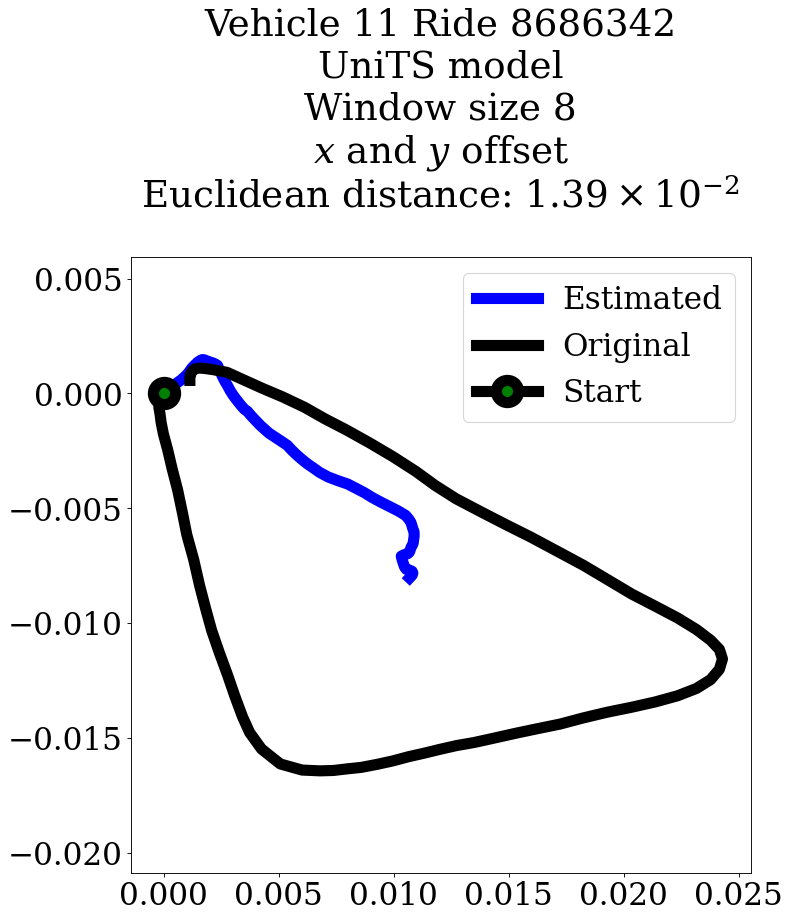 Vehicle 11 Ride 8686342
UniTS model
Window size 8
x and y offset
Euclidean distance: 1.39 × 10⁻²
Estimated
Original
Start
0.005
0.000
−0.005
−0.010
−0.015
−0.020
0.000 0.005 0.010 0.015 0.020 0.025